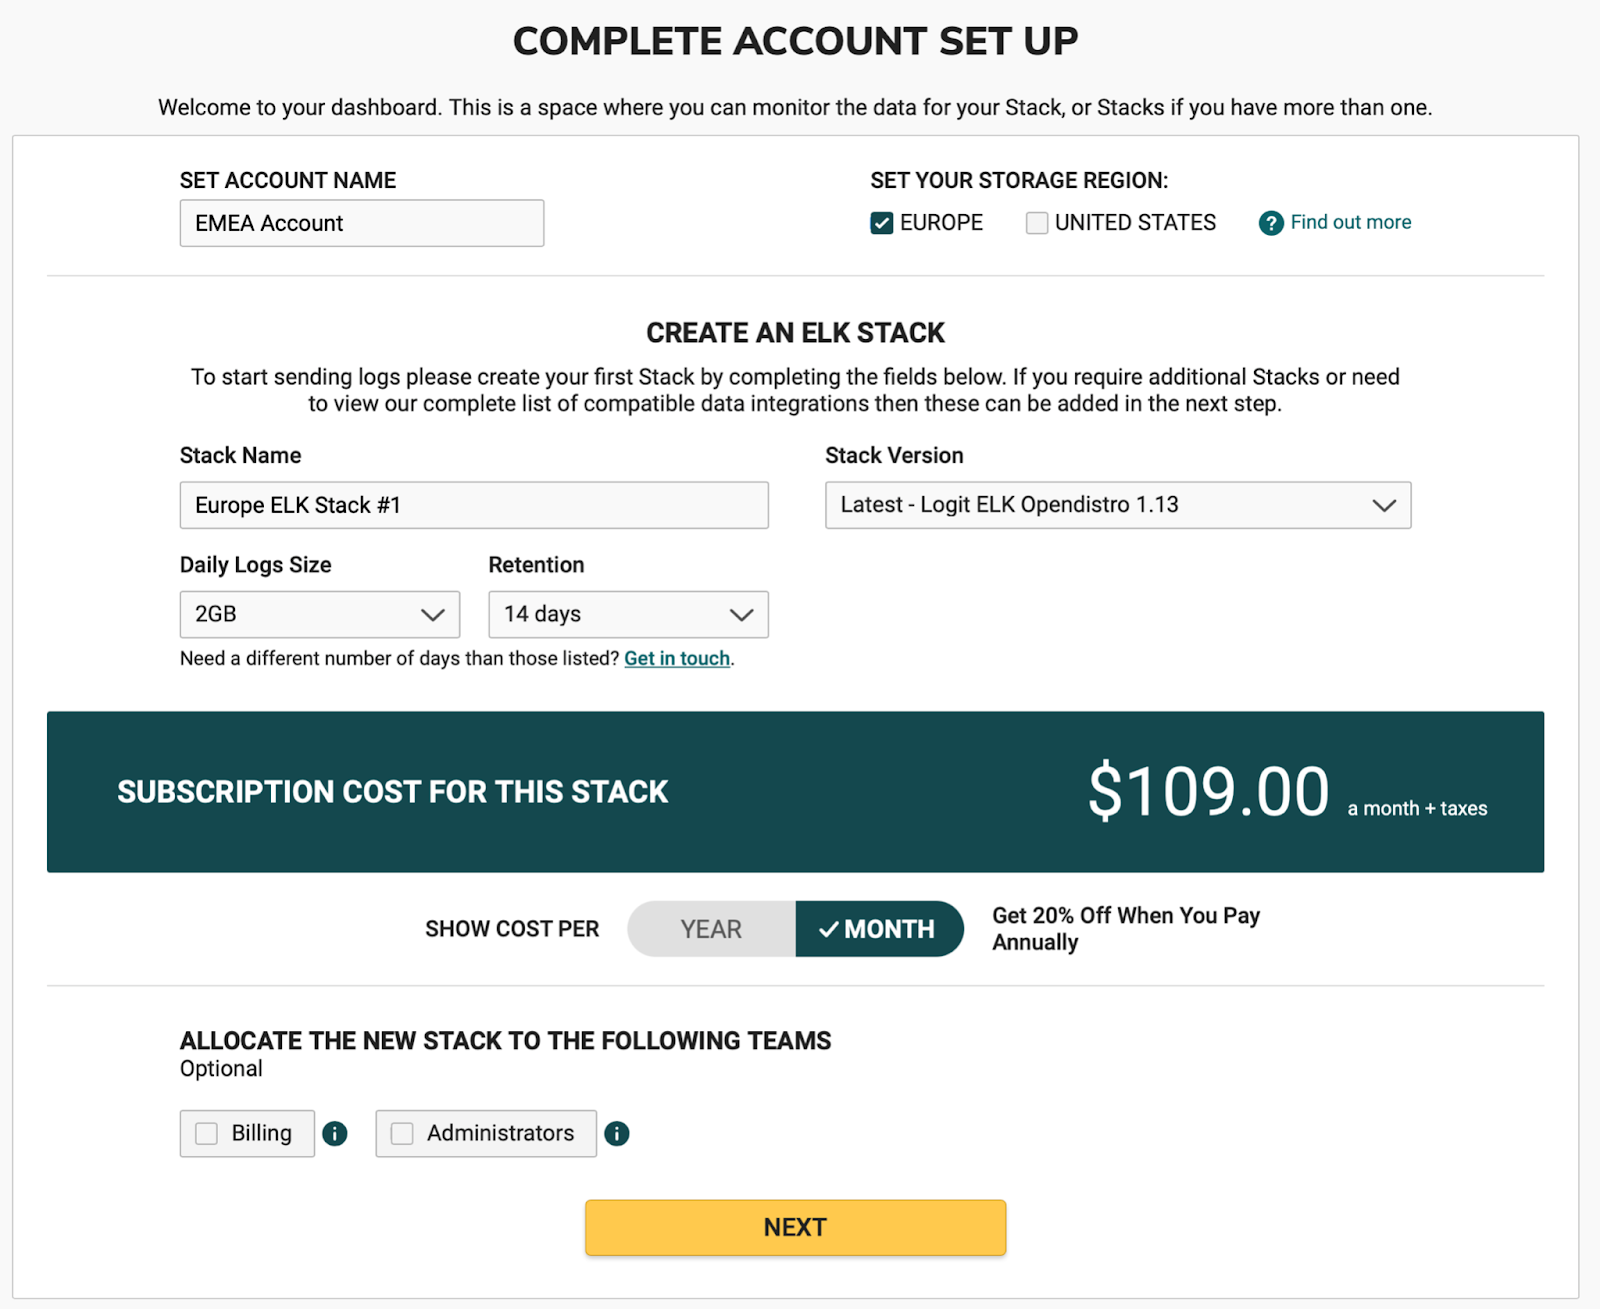 COMPLETE ACCOUNT SET UP
Welcome to your dashboard. This is a space where you can monitor the data for your Stack, or Stacks if you have more than one.
SET ACCOUNT NAME
EMEA Account
SET YOUR STORAGE REGION:
EUROPE
UNITED STATES
? Find out more
CREATE AN ELK STACK
To start sending logs please create your first Stack by completing the fields below. If you require additional Stacks or need
to view our complete list of compatible data integrations then these can be added in the next step.
Stack Name
Europe ELK Stack #1
Stack Version
Latest - Logit ELK Opendistro 1.13
Daily Logs Size
2GB
Retention
14 days
Need a different number of days than those listed? Get in touch.
SUBSCRIPTION COST FOR THIS STACK
$109.00 a month + taxes
SHOW COST PER
YEAR
MONTH
Get 20% Off When You Pay
Annually
ALLOCATE THE NEW STACK TO THE FOLLOWING TEAMS
Optional
Billing
i
Administrators
i
NEXT